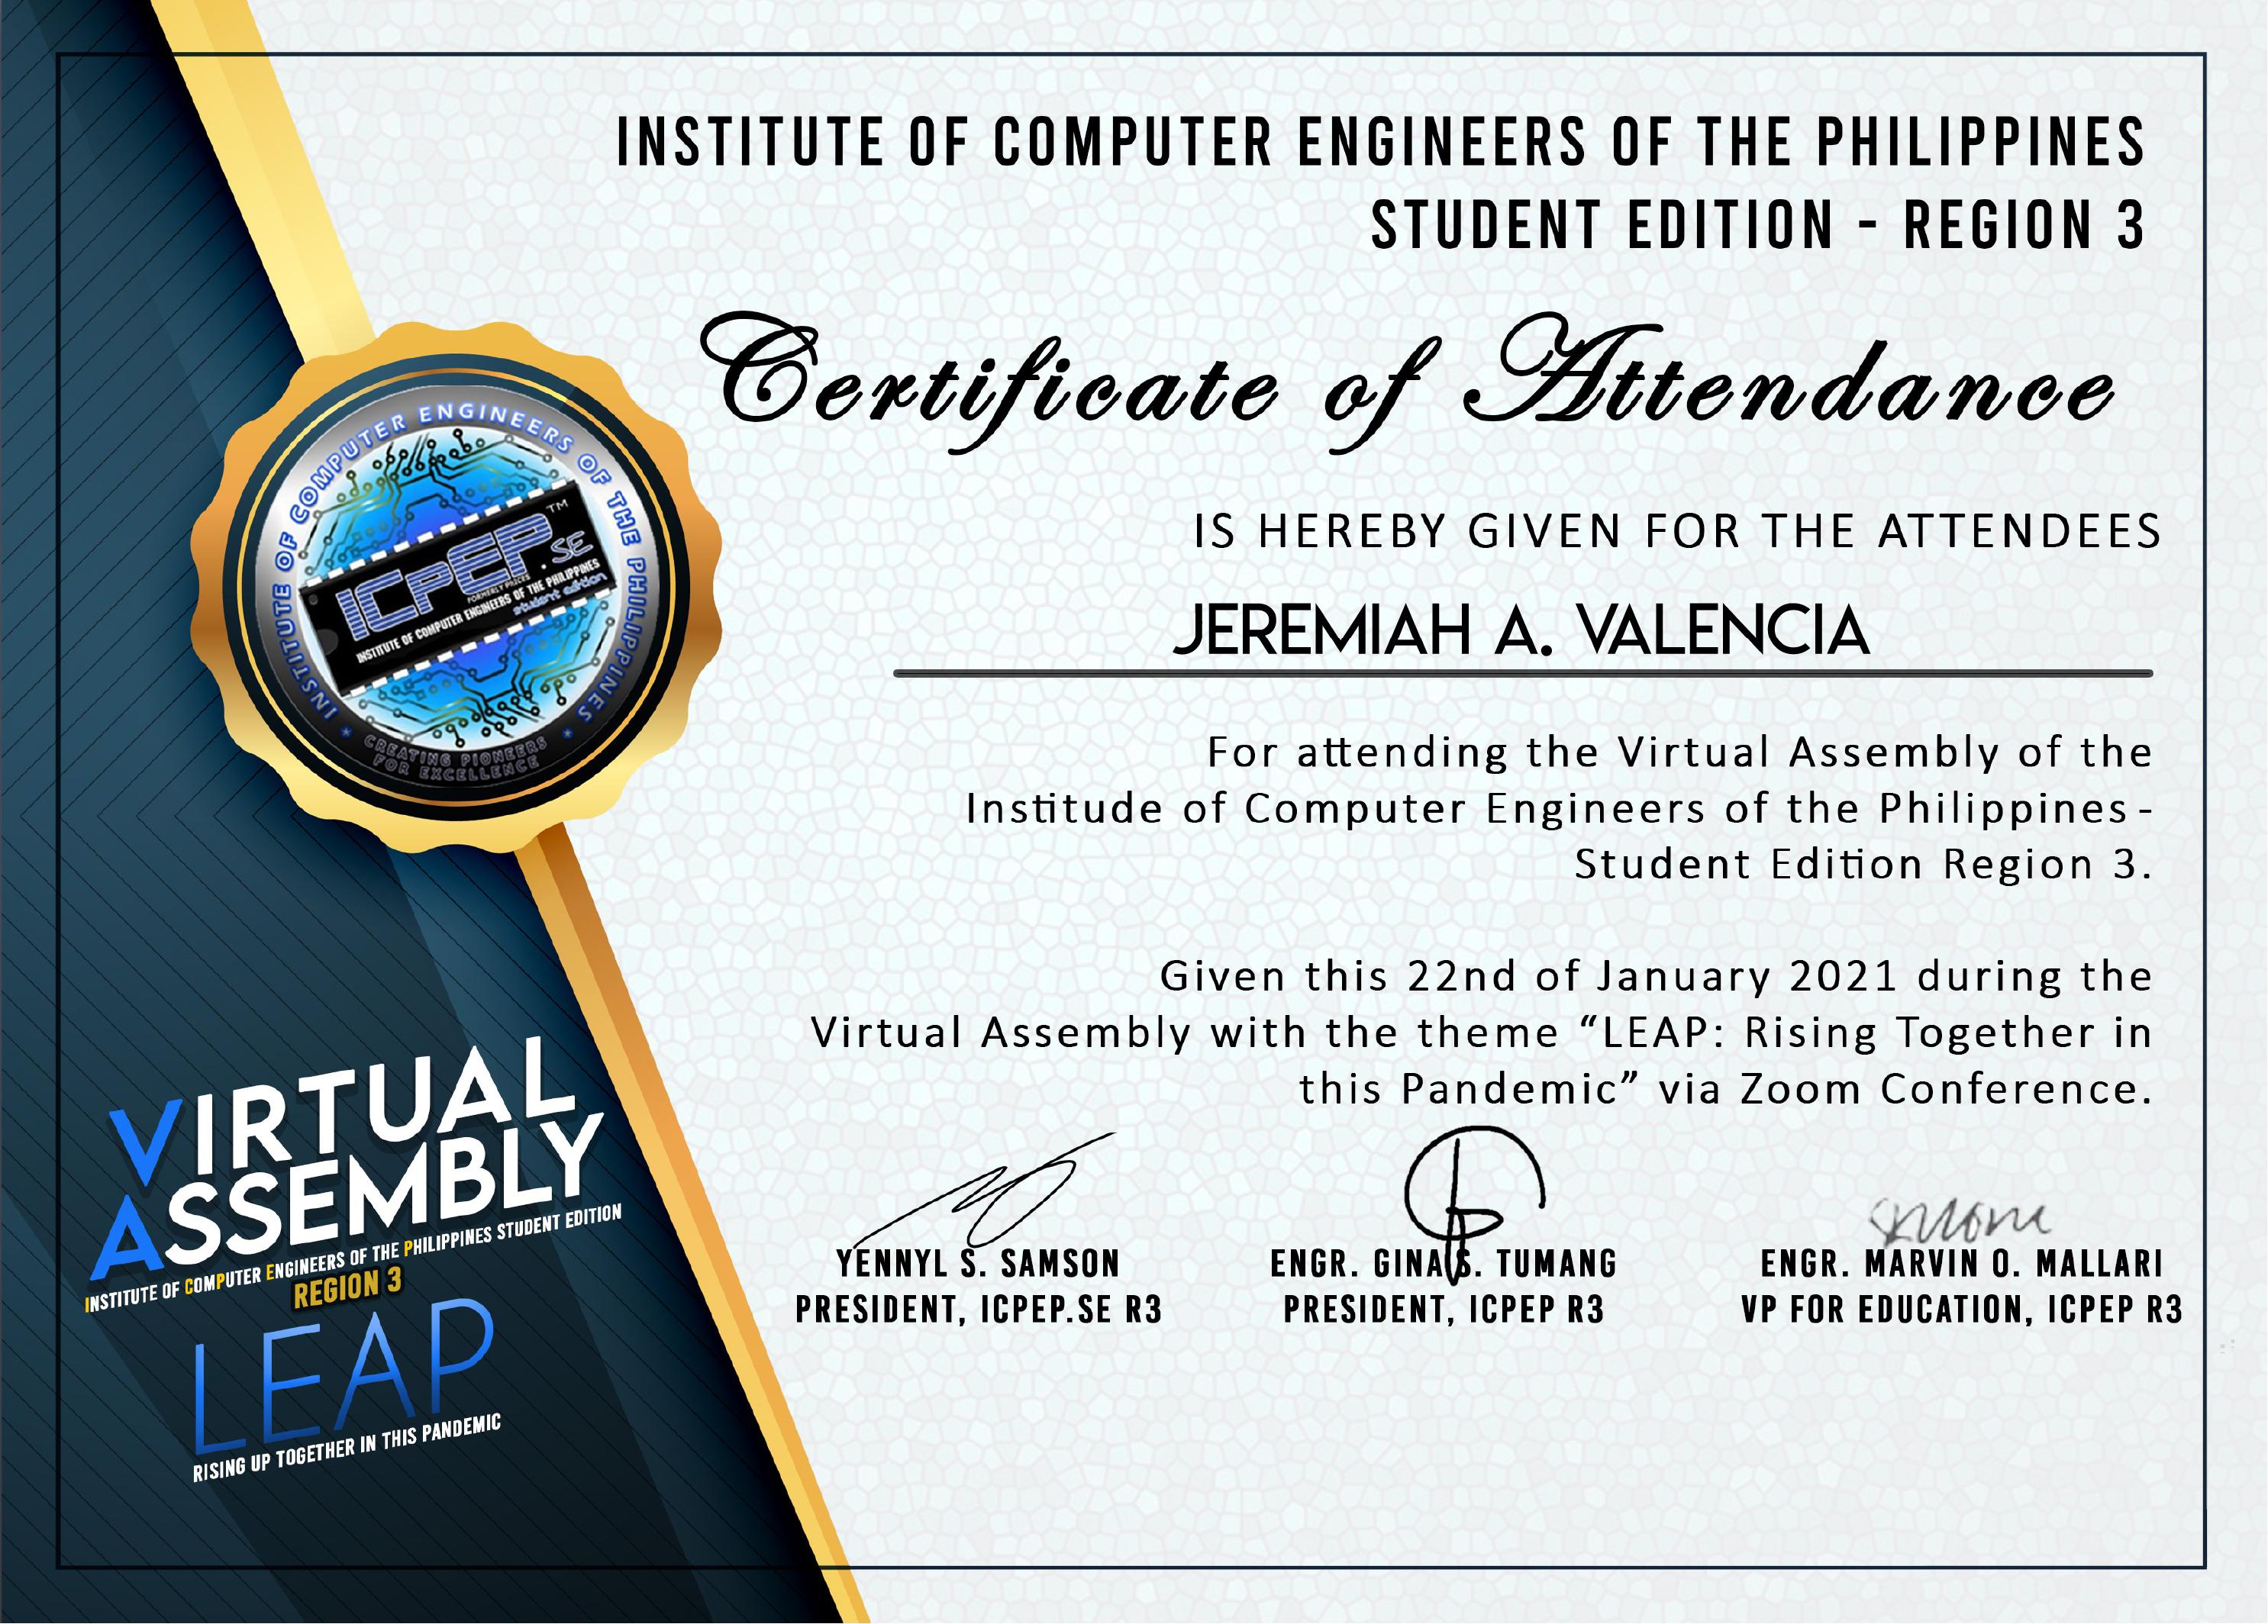 INSTITUTE OF COMPUTER ENGINEERS OF THE PHILIPPINES
STUDENT EDITION - REGION 3
Certificate of Attendance
IS HEREBY GIVEN FOR THE ATTENDEES
JEREMIAH A. VALENCIA
For attending the Virtual Assembly of the
Institude of Computer Engineers of the Philippines -
Student Edition Region 3.
Given this 22nd of January 2021 during the
Virtual Assembly with the theme “LEAP: Rising Together in
this Pandemic” via Zoom Conference.
YENNYL S. SAMSON
PRESIDENT, ICPEP.SE R3
ENGR. GINA S. TUMANG
PRESIDENT, ICPEP R3
ENGR. MARVIN O. MALLARI
VP FOR EDUCATION, ICPEP R3
INSTITUTE OF COMPUTER ENGINEERS OF THE PHILIPPINES
ICPEP.SE™
FORMERLY PRICES
INSTITUTE OF COMPUTER ENGINEERS OF THE PHILIPPINES
student edition
CREATING PIONEERS
FOR EXCELLENCE
VIRTUAL
ASSEMBLY
INSTITUTE OF COMPUTER ENGINEERS OF THE PHILIPPINES STUDENT EDITION
REGION 3
LEAP
RISING UP TOGETHER IN THIS PANDEMIC